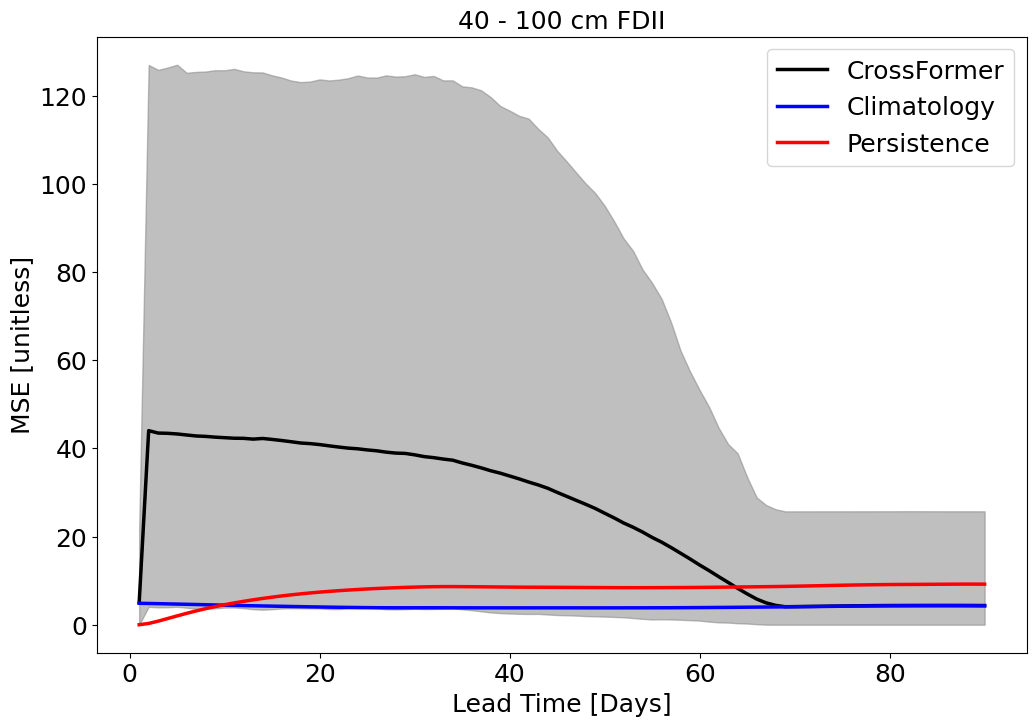 40 - 100 cm FDII
CrossFormer
Climatology
Persistence
MSE [unitless]
120
100
80
60
40
20
0
0 20 40 60 80
Lead Time [Days]